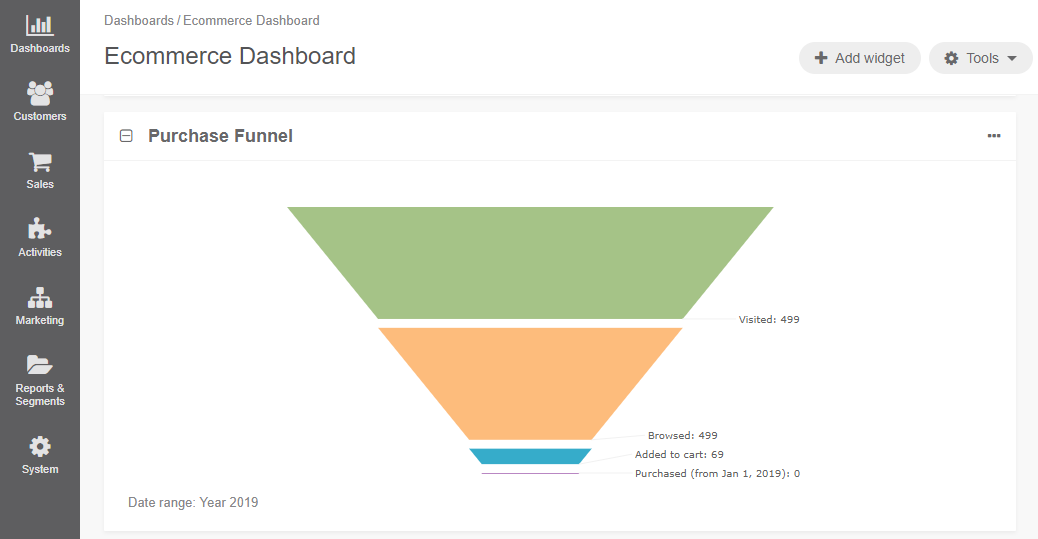 Dashboards
Customers
Sales
Activities
Marketing
Reports &
Segments
System
Dashboards / Ecommerce Dashboard
Ecommerce Dashboard
Add widget
Tools
Purchase Funnel
Visited: 499
Browsed: 499
Added to cart: 69
Purchased (from Jan 1, 2019): 0
Date range: Year 2019